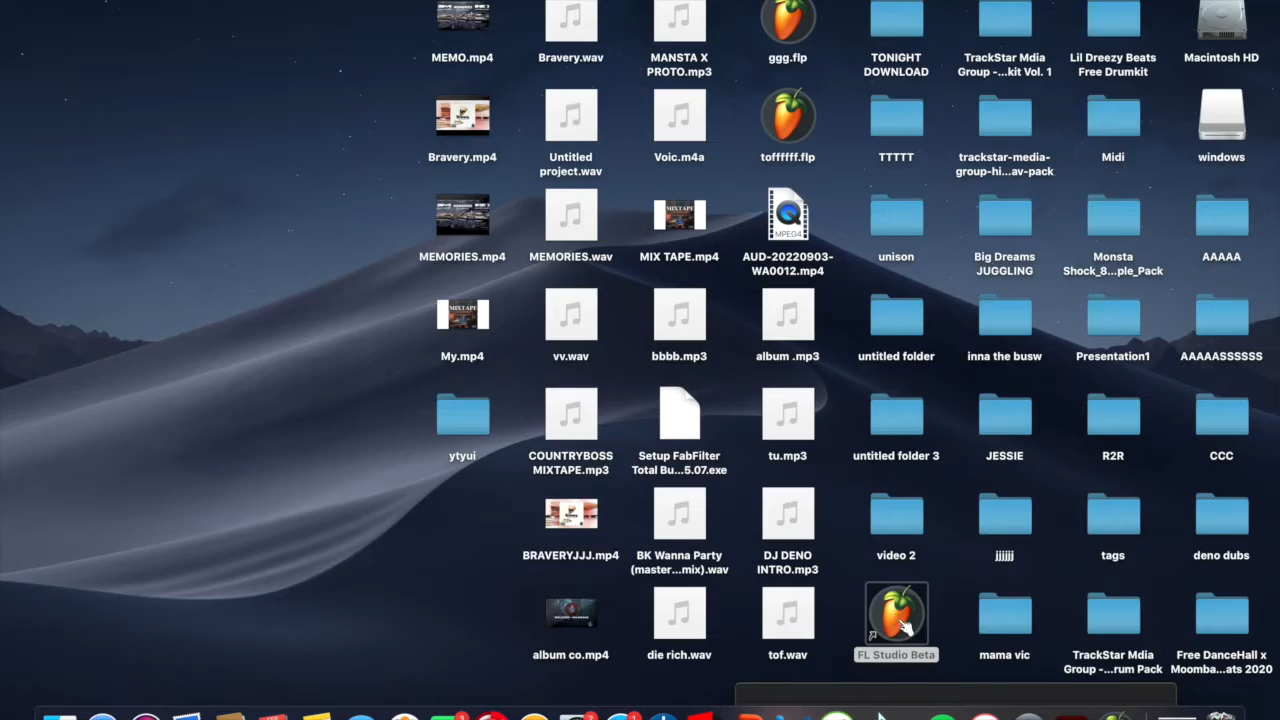 MEMO.mp4
Bravery.wav
MANSTA X
PROTO.mp3
ggg.flp
TONIGHT
DOWNLOAD
TrackStar Mdia
Group -...kit Vol. 1
Lil Dreezy Beats
Free Drumkit
Macintosh HD
Bravery.mp4
Untitled
project.wav
Voic.m4a
toffffff.flp
TTTTT
trackstar-media-
group-hi...av-pack
Midi
windows
MEMORIES.mp4
MEMORIES.wav
MIXTAPE
MIX TAPE.mp4
MPEG4
AUD-20220903-
WA0012.mp4
unison
Big Dreams
JUGGLING
Monsta
Shock_8...ple_Pack
AAAAA
MIXTAPE
My.mp4
vv.wav
bbbb.mp3
album .mp3
untitled folder
inna the busw
Presentation1
AAAAASSSSSS
ytyui
COUNTRYBOSS
MIXTAPE.mp3
Setup FabFilter
Total Bu...5.07.exe
tu.mp3
untitled folder 3
JESSIE
R2R
CCC
BRAVERYJJJ.mp4
BK Wanna Party
(master...mix).wav
DJ DENO
INTRO.mp3
video 2
jjjjjj
tags
deno dubs
album co.mp4
die rich.wav
tof.wav
FL Studio Beta
mama vic
TrackStar Mdia
Group -...rum Pack
Free DanceHall x
Moomba...ats 2020